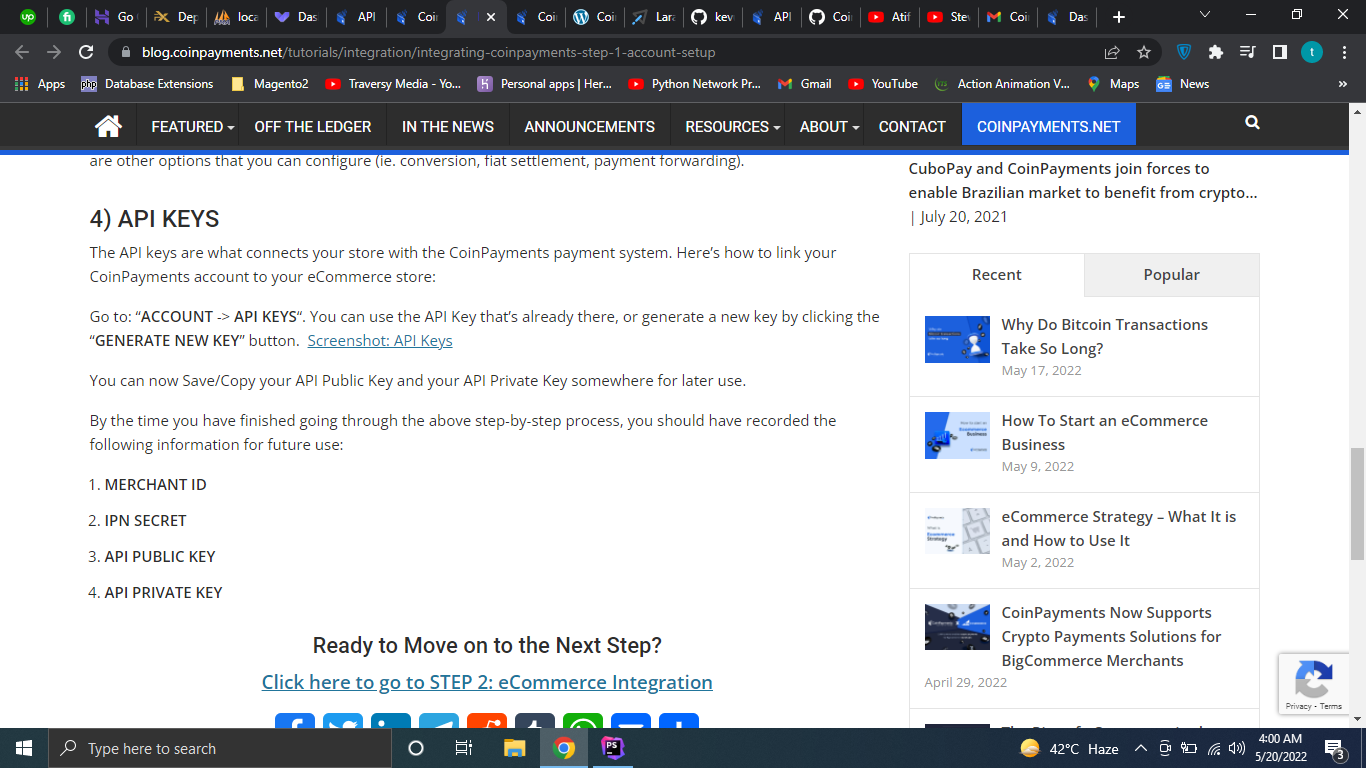 up
fi
Go
Dep
loca
Das
API
Coin
Coin
Coin
Lara
kev
API
Coin
Atif
Stev
Coin
Das
blog.coinpayments.net/tutorials/integration/integrating-coinpayments-step-1-account-setup
t
Apps
php Database Extensions
Magento2
Traversy Media - Yo...
Personal apps | Her...
Python Network Pr...
Gmail
YouTube
Action Animation V...
Maps
News
»
FEATURED
OFF THE LEDGER
IN THE NEWS
ANNOUNCEMENTS
RESOURCES
ABOUT
CONTACT
COINPAYMENTS.NET
are other options that you can configure (ie. conversion, fiat settlement, payment forwarding).
4) API KEYS
The API keys are what connects your store with the CoinPayments payment system. Here’s how to link your
CoinPayments account to your eCommerce store:
Go to: “ACCOUNT -> API KEYS“. You can use the API Key that’s already there, or generate a new key by clicking the
“GENERATE NEW KEY” button. Screenshot: API Keys
You can now Save/Copy your API Public Key and your API Private Key somewhere for later use.
By the time you have finished going through the above step-by-step process, you should have recorded the
following information for future use:
1. MERCHANT ID
2. IPN SECRET
3. API PUBLIC KEY
4. API PRIVATE KEY
Ready to Move on to the Next Step?
Click here to go to STEP 2: eCommerce Integration
CuboPay and CoinPayments join forces to
enable Brazilian market to benefit from crypto...
| July 20, 2021
Recent
Popular
Why Do Bitcoin Transactions
Take So Long?
May 17, 2022
How To Start an eCommerce
Business
May 9, 2022
eCommerce Strategy – What It is
and How to Use It
May 2, 2022
CoinPayments Now Supports
Crypto Payments Solutions for
BigCommerce Merchants
April 29, 2022
Privacy - Terms
Type here to search
PS
42°C Haze
4:00 AM
5/20/2022
3